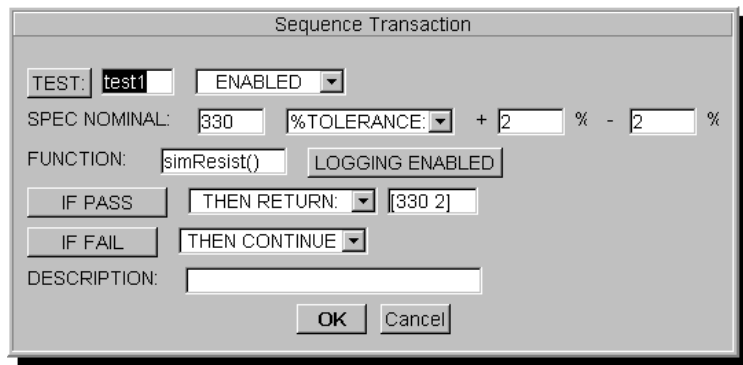 Sequence Transaction
TEST: test1 ENABLED
SPEC NOMINAL: 330 %TOLERANCE: + 2 % - 2 %
FUNCTION: simResist() LOGGING ENABLED
IF PASS THEN RETURN: [330 2]
IF FAIL THEN CONTINUE
DESCRIPTION:
OK Cancel